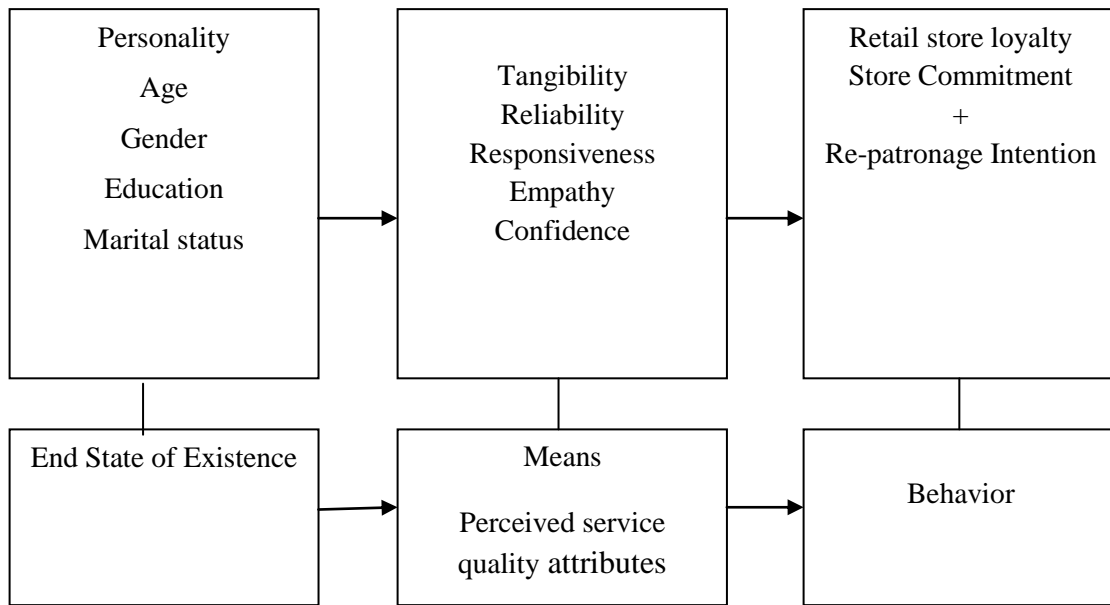 Personality
Age
Gender
Education
Marital status
Tangibility
Reliability
Responsiveness
Empathy
Confidence
Retail store loyalty
Store Commitment
+
Re-patronage Intention
End State of Existence
Means
Perceived service
quality attributes
Behavior